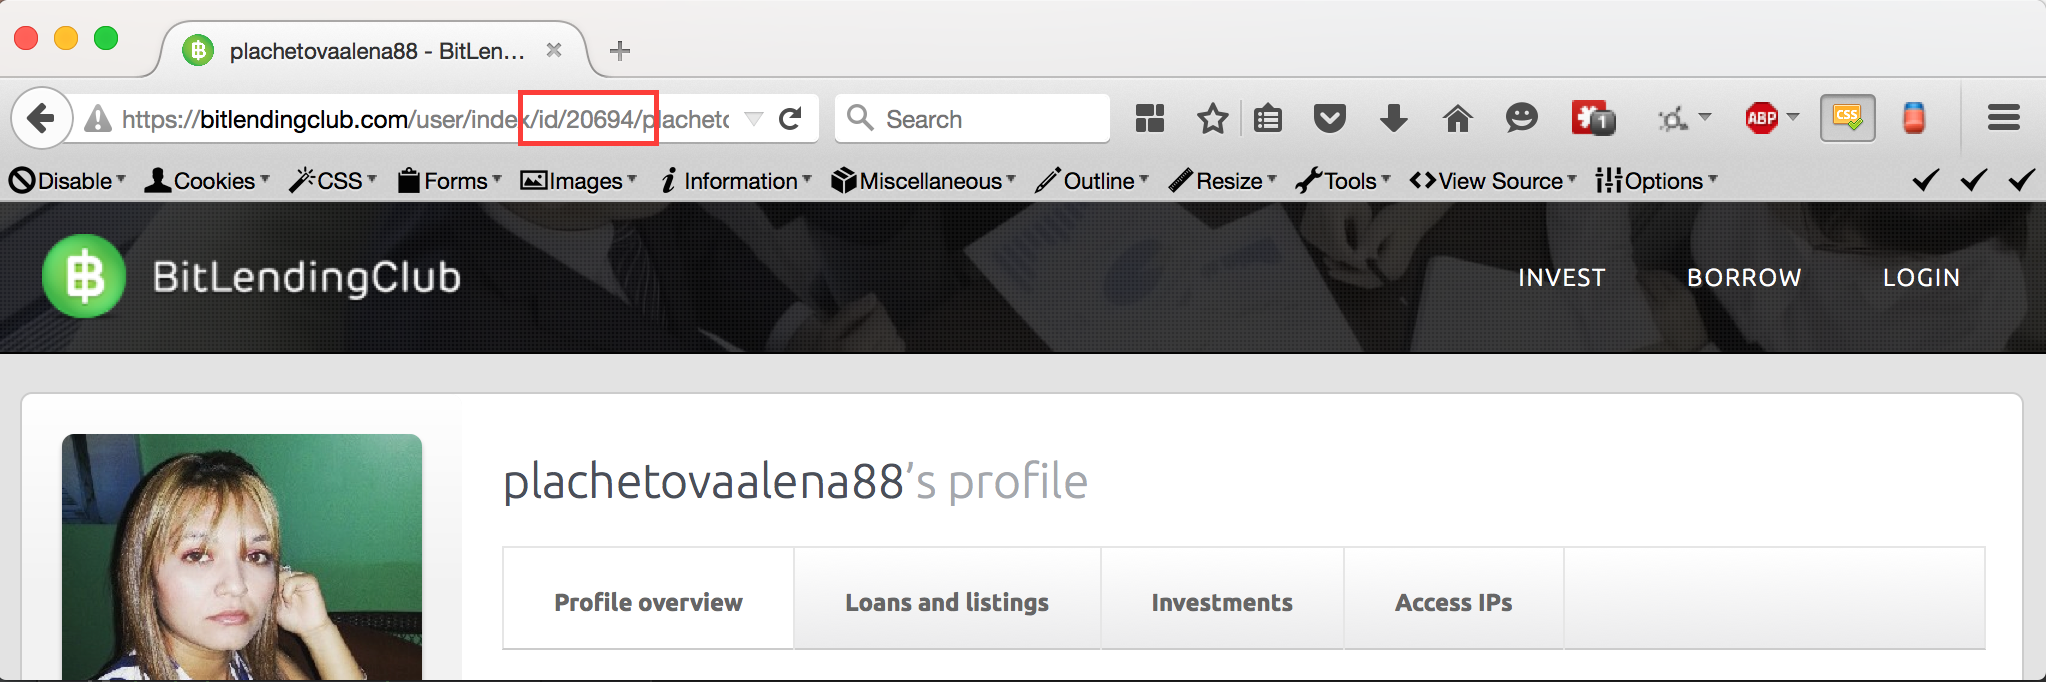 plachetovaalena88 - BitLen...
https://bitlendingclub.com/user/index/id/20694/plachetc
Search
1
ABP
CSS
Disable Cookies CSS Forms Images Information Miscellaneous Outline Resize Tools View Source Options
BitLendingClub
INVEST BORROW LOGIN
plachetovaalena88's profile
Profile overview Loans and listings Investments Access IPs